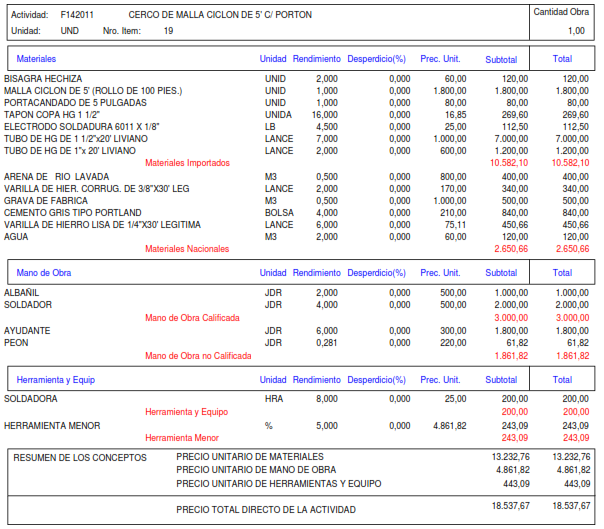 Actividad: F142011 CERCO DE MALLA CICLON DE 5' C/ PORTON Cantidad Obra
Unidad: UND Nro. Item: 19 1,00
Materiales Unidad Rendimiento Desperdicio(%) Prec. Unit. Subtotal Total
BISAGRA HECHIZA UNID 2,000 0,000 60,00 120,00 120,00
MALLA CICLON DE 5' (ROLLO DE 100 PIES.) UNID 1,000 0,000 1.800,00 1.800,00 1.800,00
PORTACANDADO DE 5 PULGADAS UNID 1,000 0,000 80,00 80,00 80,00
TAPON COPA HG 1 1/2" UNIDA 16,000 0,000 16,85 269,60 269,60
ELECTRODO SOLDADURA 6011 X 1/8" LB 4,500 0,000 25,00 112,50 112,50
TUBO DE HG DE 1 1/2"x20' LIVIANO LANCE 7,000 0,000 1.000,00 7.000,00 7.000,00
TUBO DE HG DE 1"x 20' LIVIANO LANCE 2,000 0,000 600,00 1.200,00 1.200,00
Materiales Importados 10.582,10 10.582,10
ARENA DE RIO LAVADA M3 0,500 0,000 800,00 400,00 400,00
VARILLA DE HIER. CORRUG. DE 3/8"X30' LEG LANCE 2,000 0,000 170,00 340,00 340,00
GRAVA DE FABRICA M3 0,500 0,000 1.000,00 500,00 500,00
CEMENTO GRIS TIPO PORTLAND BOLSA 4,000 0,000 210,00 840,00 840,00
VARILLA DE HIERRO LISA DE 1/4"X30' LEGITIMA LANCE 6,000 0,000 75,11 450,66 450,66
AGUA M3 2,000 0,000 60,00 120,00 120,00
Materiales Nacionales 2.650,66 2.650,66
Mano de Obra Unidad Rendimiento Desperdicio(%) Prec. Unit. Subtotal Total
ALBAÑIL JDR 2,000 0,000 500,00 1.000,00 1.000,00
SOLDADOR JDR 4,000 0,000 500,00 2.000,00 2.000,00
Mano de Obra Calificada 3.000,00 3.000,00
AYUDANTE JDR 6,000 0,000 300,00 1.800,00 1.800,00
PEON JDR 0,281 0,000 220,00 61,82 61,82
Mano de Obra no Calificada 1.861,82 1.861,82
Herramienta y Equip Unidad Rendimiento Desperdicio(%) Prec. Unit. Subtotal Total
SOLDADORA HRA 8,000 0,000 25,00 200,00 200,00
Herramienta y Equipo 200,00 200,00
HERRAMIENTA MENOR % 5,000 0,000 4.861,82 243,09 243,09
Herramienta Menor 243,09 243,09
RESUMEN DE LOS CONCEPTOS PRECIO UNITARIO DE MATERIALES 13.232,76 13.232,76
PRECIO UNITARIO DE MANO DE OBRA 4.861,82 4.861,82
PRECIO UNITARIO DE HERRAMIENTAS Y EQUIPO 443,09 443,09
PRECIO TOTAL DIRECTO DE LA ACTIVIDAD 18.537,67 18.537,67